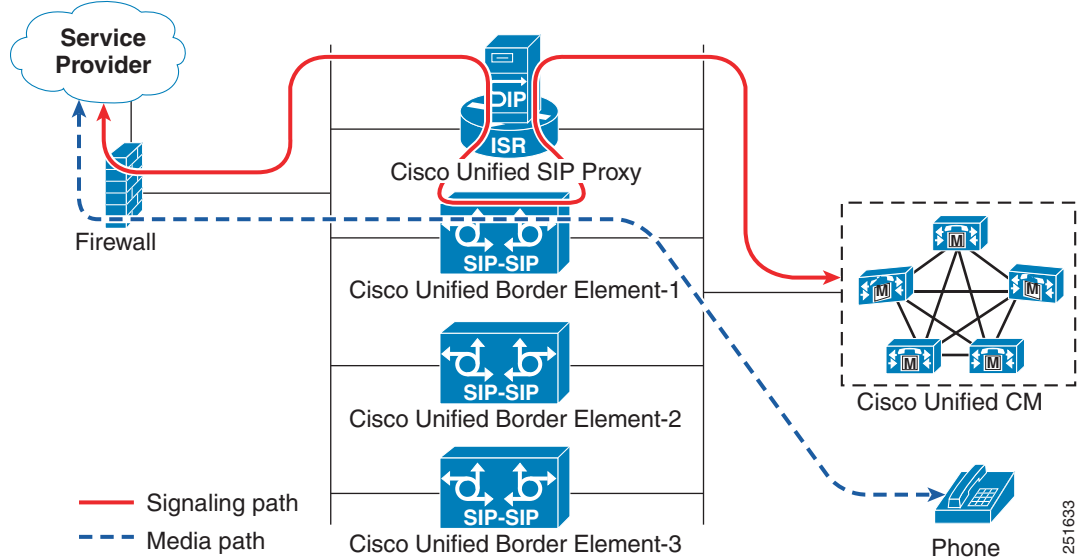 Service
Provider
DIP
ISR
Cisco Unified SIP Proxy
Firewall
SIP-SIP
Cisco Unified Border Element-1
M
M
M
M
M
SIP-SIP
Cisco Unified Border Element-2
Cisco Unified CM
SIP-SIP
Cisco Unified Border Element-3
Signaling path
Media path
Phone
251633